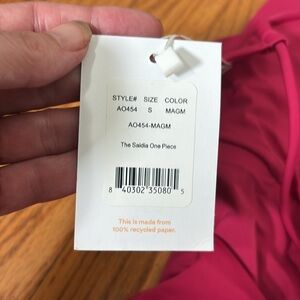 STYLE# SIZE COLOR
AO454 S MAGM
AO454-MAGM
The Saidia One Piece
8 40302 35080 5
This is made from
100% recycled paper.